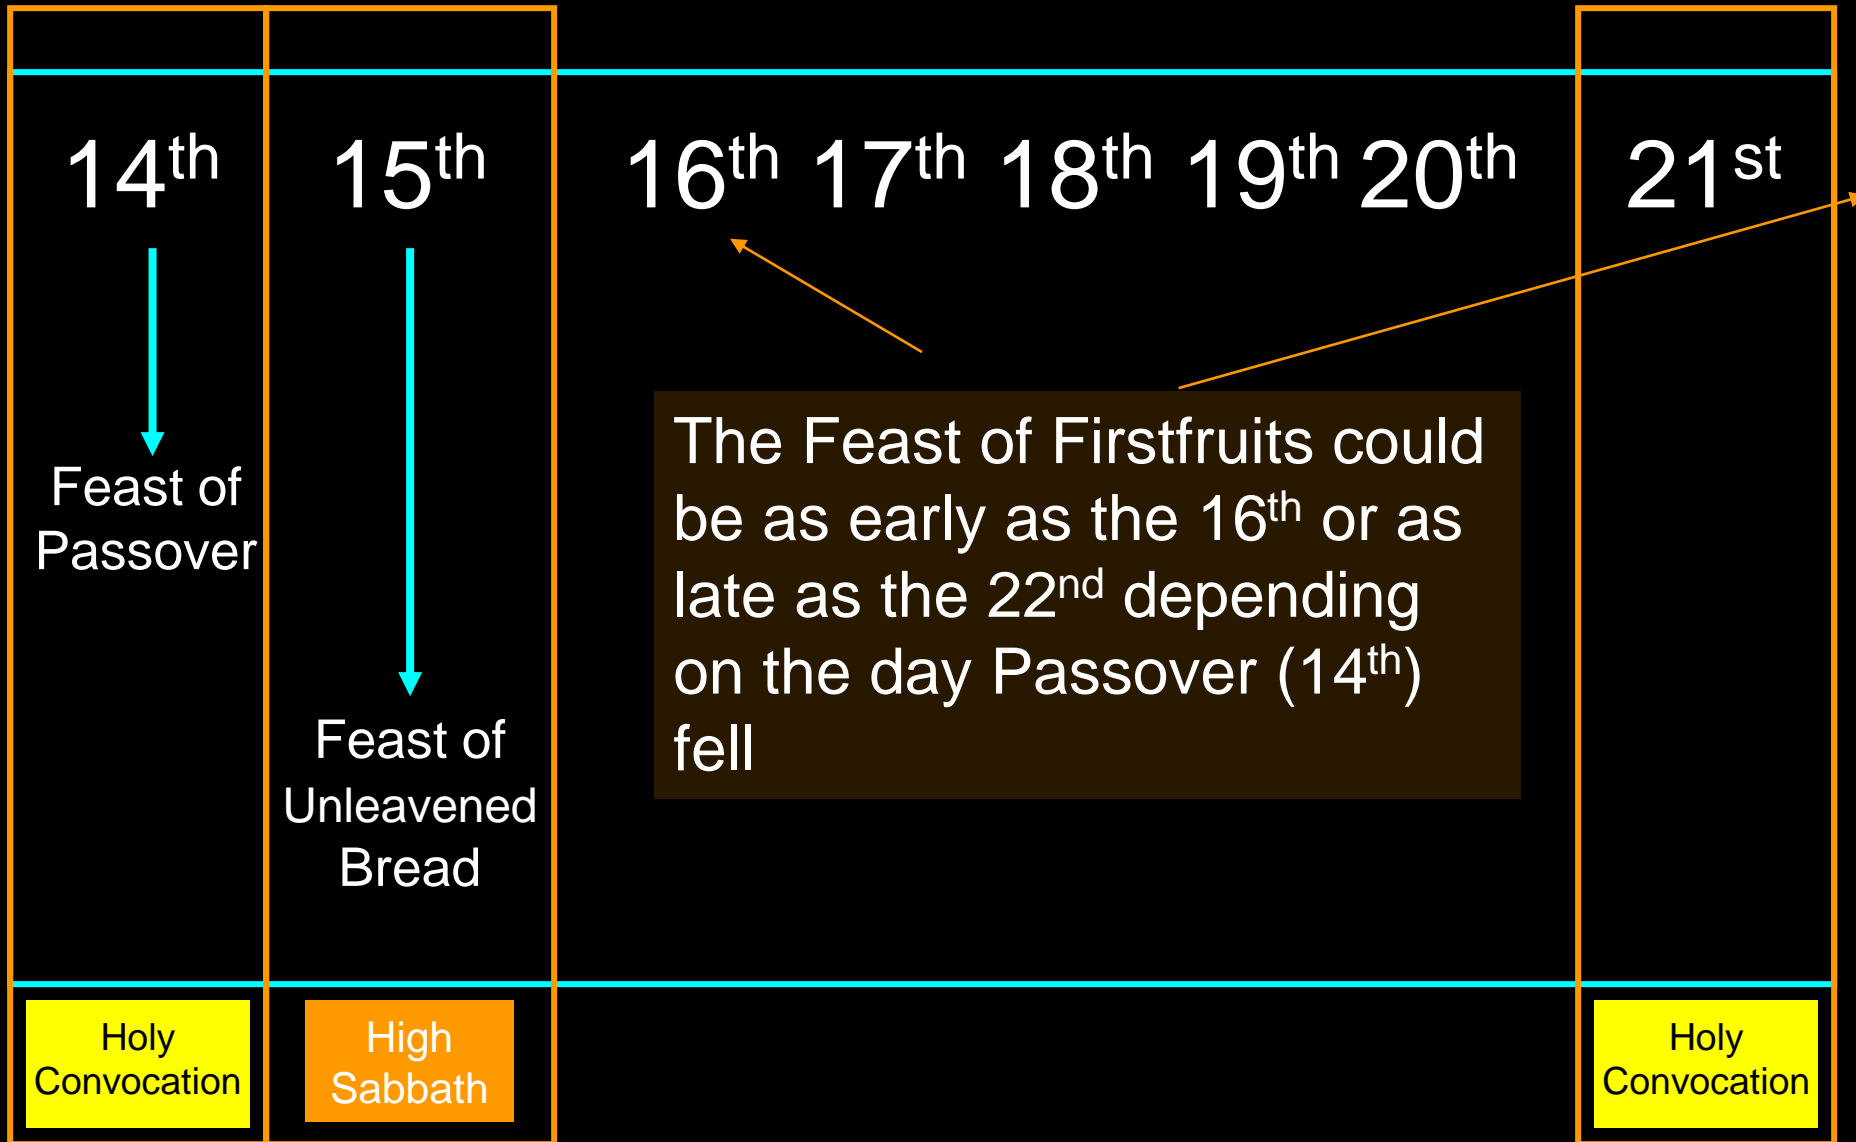 14th 15th 16th 17th 18th 19th 20th 21st
Feast of
Passover
Feast of
Unleavened
Bread
The Feast of Firstfruits could
be as early as the 16th or as
late as the 22nd depending
on the day Passover (14th)
fell
Holy
Convocation
High
Sabbath
Holy
Convocation